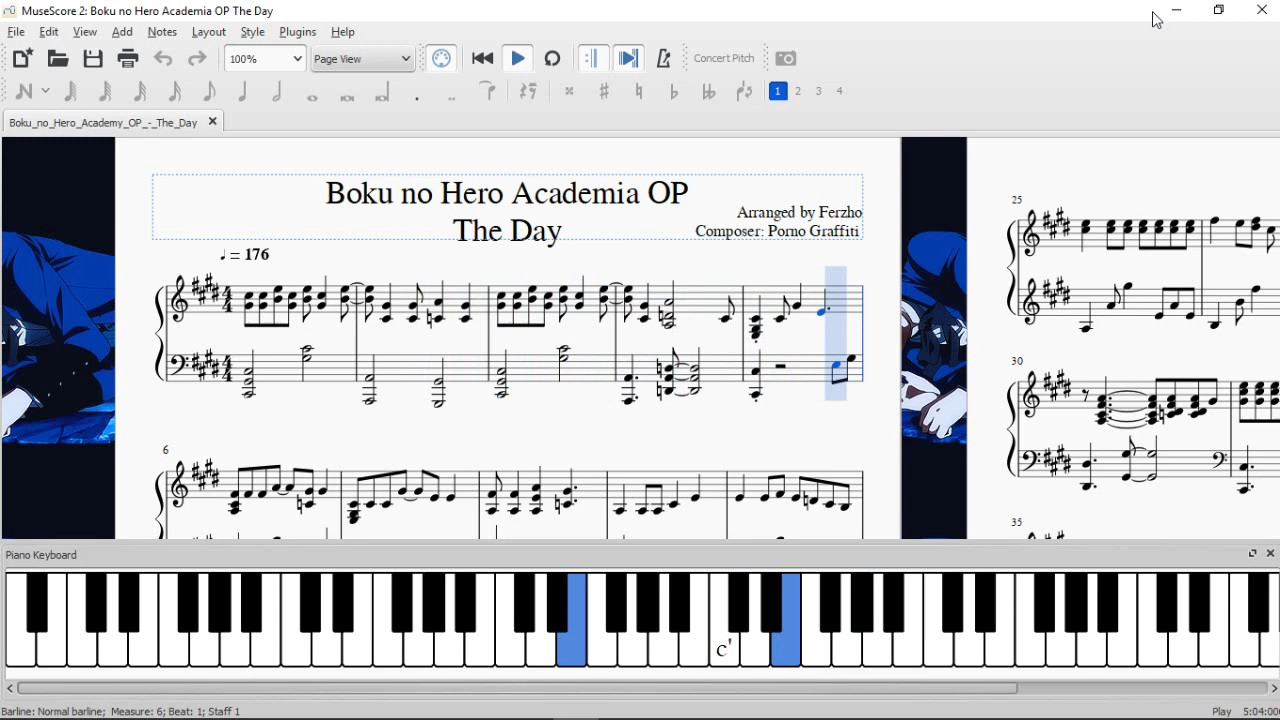 MuseScore 2: Boku no Hero Academia OP The Day
File Edit View Add Notes Layout Style Plugins Help
100% Page View Concert Pitch
1 2 3 4
Boku_no_Hero_Academy_OP_-_The_Day
Boku no Hero Academia OP
The Day
Arranged by Ferzho
Composer: Porno Graffiti
♩ = 176
6
25
30
35
Piano Keyboard
c'
Barline: Normal barline; Measure: 6; Beat: 1; Staff 1
Play 5:04:000